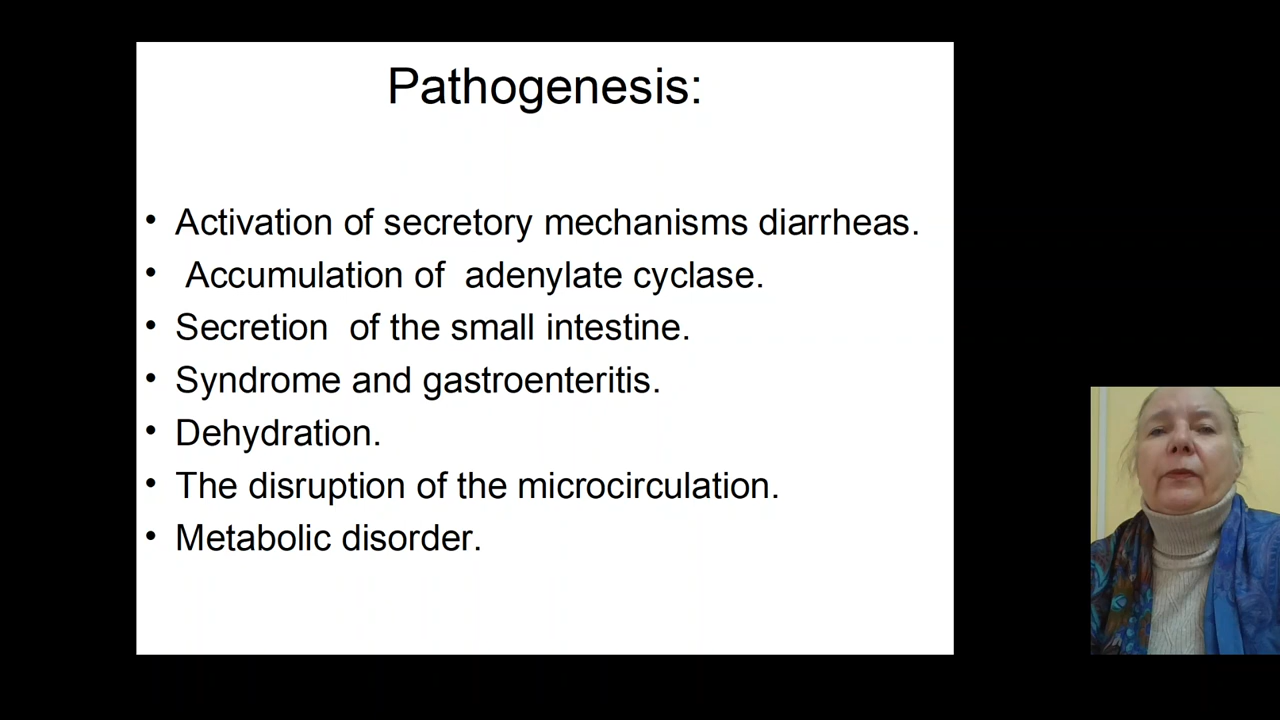 Pathogenesis:
• Activation of secretory mechanisms diarrheas.
• Accumulation of  adenylate cyclase.
• Secretion  of the small intestine.
• Syndrome and gastroenteritis.
• Dehydration.
• The disruption of the microcirculation.
• Metabolic disorder.